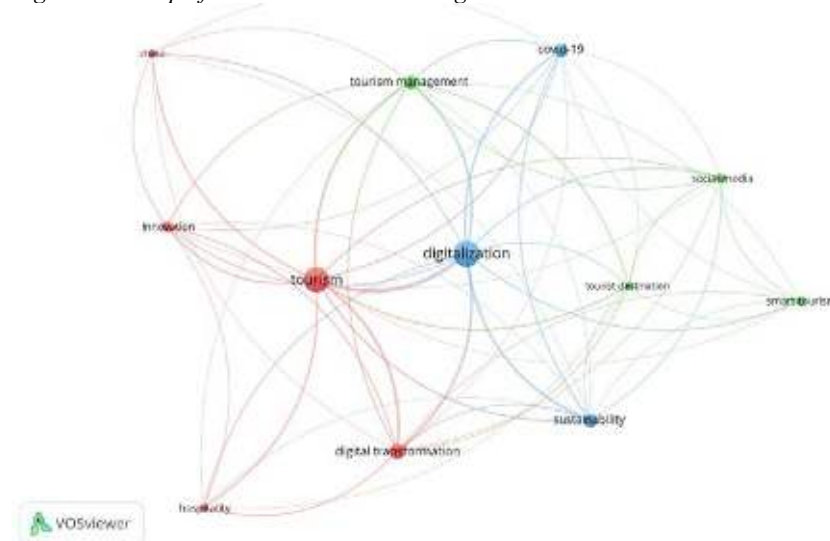 covid-19
tourism management
social media
Innovation
digitalization
tourism
tourist destination
smart tourism
sustainability
digital transformation
hospitality
VOSviewer